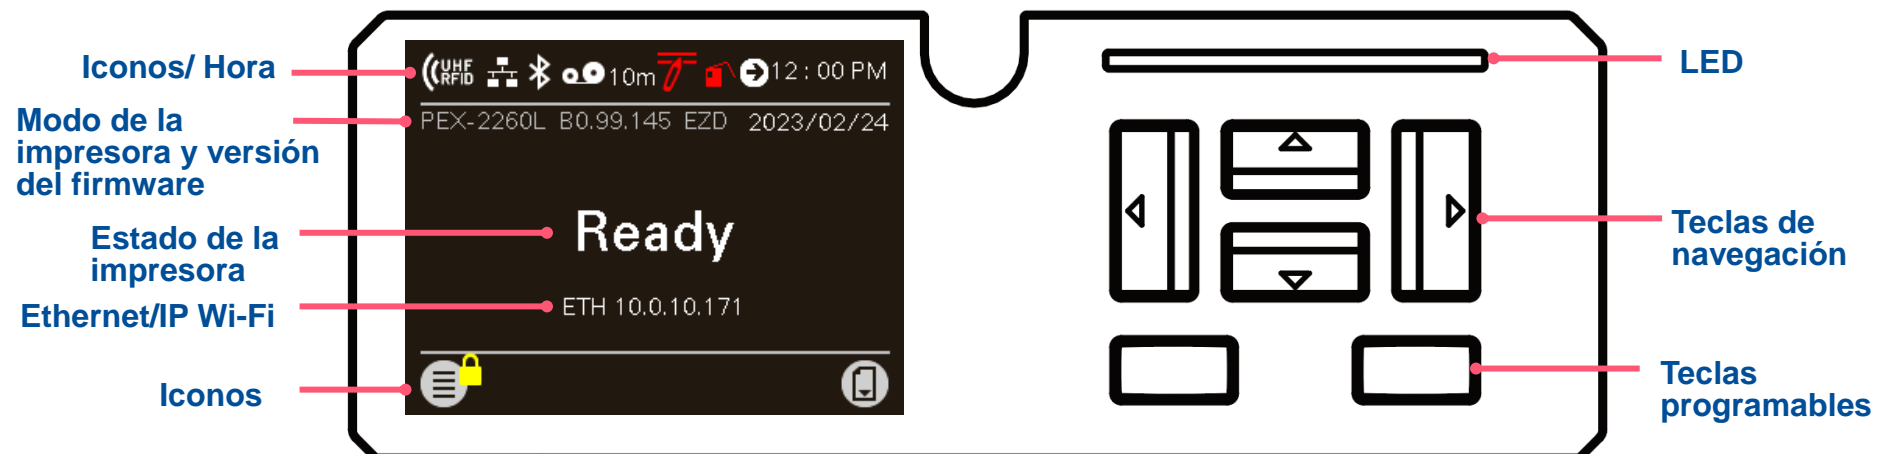 Iconos/ Hora
Modo de la
impresora y versión
del firmware
Estado de la
impresora
Ethernet/IP Wi-Fi
Iconos
UHF
RFID
10m
12 : 00 PM
PEX-2260L B0.99.145 EZD 2023/02/24
Ready
ETH 10.0.10.171
LED
Teclas de
navegación
Teclas
programables